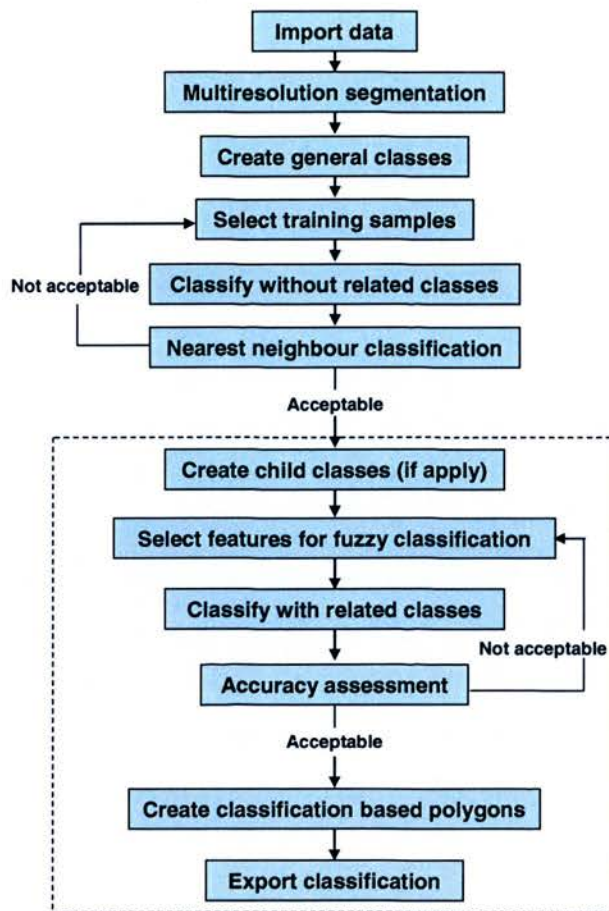 Import data
Multiresolution segmentation
Create general classes
Select training samples
Not acceptable
Classify without related classes
Nearest neighbour classification
Acceptable
Create child classes (if apply)
Select features for fuzzy classification
Classify with related classes
Not acceptable
Accuracy assessment
Acceptable
Create classification based polygons
Export classification